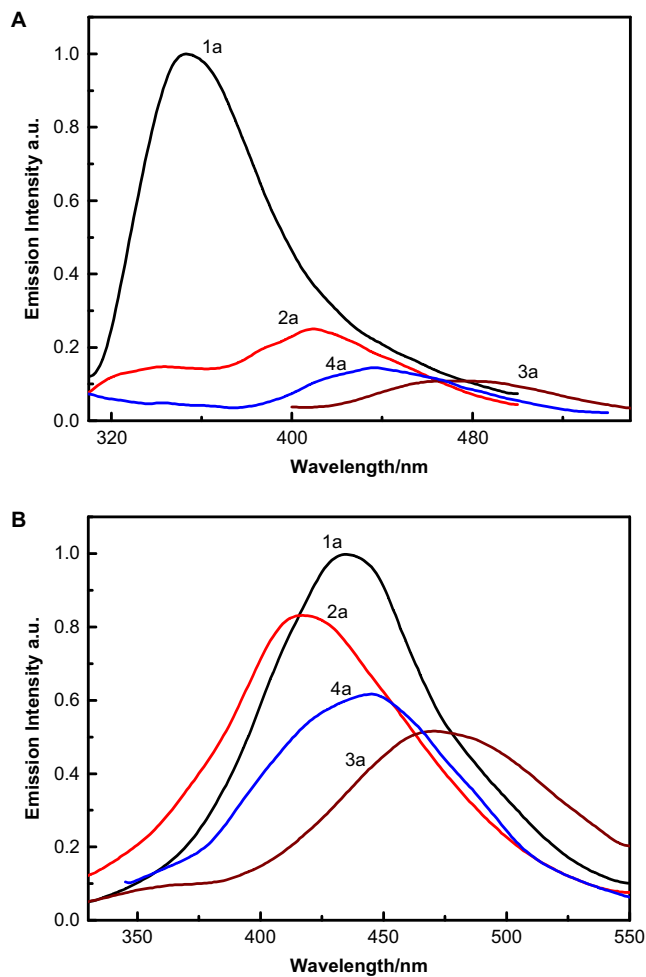 A
1a
1.0
0.8
0.6
0.4
2a
0.2
4a
3a
0.0
320
400
480
Emission Intensity a.u.
Wavelength/nm
B
1a
1.0
2a
0.8
4a
0.6
3a
0.4
0.2
0.0
350
400
450
500
550
Emission Intensity a.u.
Wavelength/nm